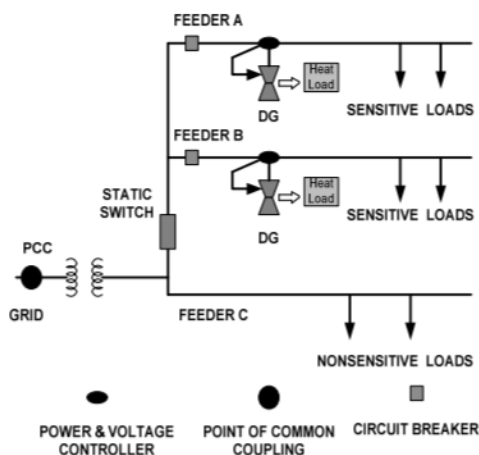 FEEDER A
Heat
Load
DG
SENSITIVE LOADS
FEEDER B
Heat
Load
DG
SENSITIVE LOADS
STATIC
SWITCH
PCC
GRID
FEEDER C
NONSENSITIVE LOADS
POWER & VOLTAGE
CONTROLLER
POINT OF COMMON
COUPLING
CIRCUIT BREAKER